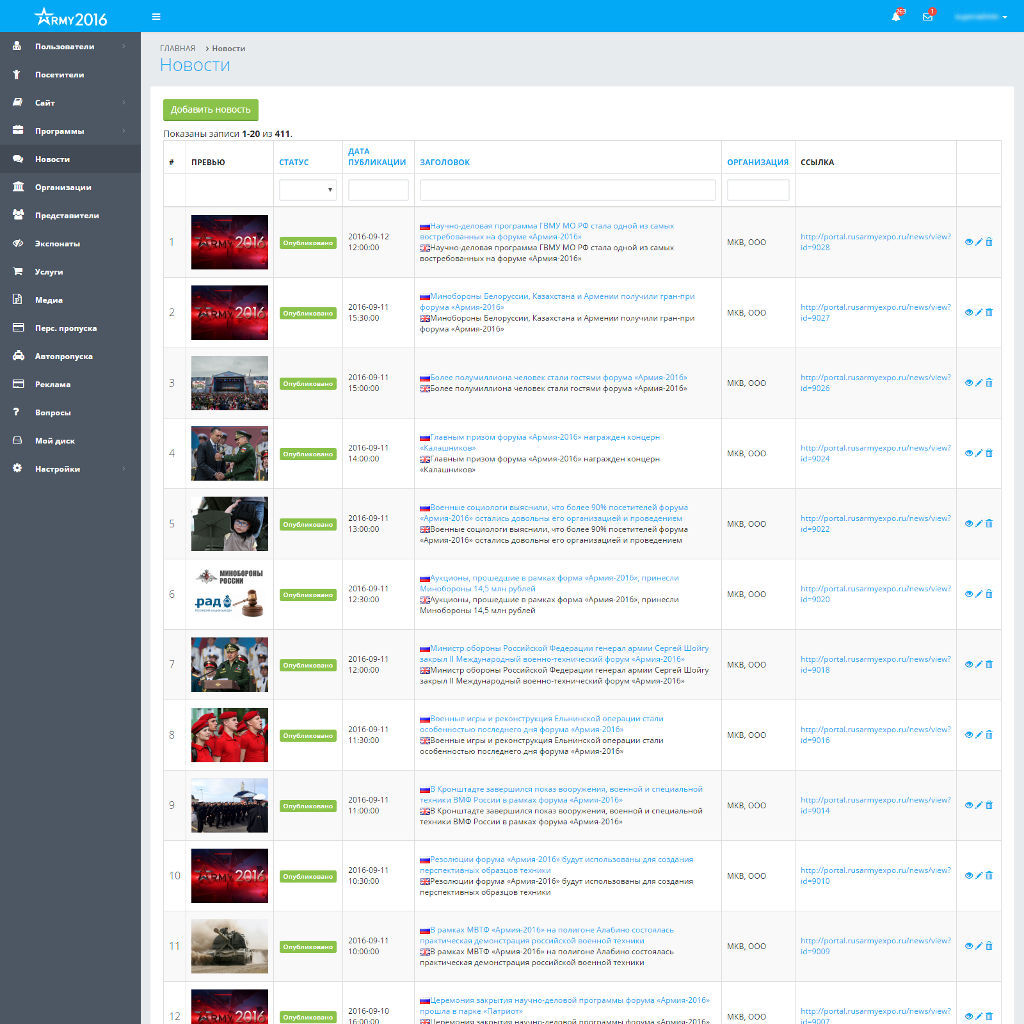 ARMY2016
263
1
Пользователи
Посетители
Сайт
Программы
Новости
Организации
Представители
Экспонаты
Услуги
Медиа
Перс. пропуска
Автопропуска
Реклама
Вопросы
Мой диск
Настройки
ГЛАВНАЯ > Новости
Новости
Добавить новость
Показаны записи 1-20 из 411.
# ПРЕВЬЮ СТАТУС ДАТА ПУБЛИКАЦИИ ЗАГОЛОВОК ОРГАНИЗАЦИЯ ССЫЛКА
1
ARMY 2016
Опубликовано
2016-09-12
12:00:00
Научно-деловая программа ГВМУ МО РФ стала одной из самых
востребованных на форуме «Армия-2016»
Научно-деловая программа ГВМУ МО РФ стала одной из самых
востребованных на форуме «Армия-2016»
МКВ, ООО
http://portal.rusarmyexpo.ru/news/view?
id=9028
2
ARMY 2016
Опубликовано
2016-09-11
15:30:00
Минобороны Белоруссии, Казахстана и Армении получили гран-при
форума «Армия-2016»
Минобороны Белоруссии, Казахстана и Армении получили гран-при
форума «Армия-2016»
МКВ, ООО
http://portal.rusarmyexpo.ru/news/view?
id=9027
3
Опубликовано
2016-09-11
15:00:00
Более полумиллиона человек стали гостями форума «Армия-2016»
Более полумиллиона человек стали гостями форума «Армия-2016»
МКВ, ООО
http://portal.rusarmyexpo.ru/news/view?
id=9026
4
Опубликовано
2016-09-11
14:00:00
Главным призом форума «Армия-2016» награжден концерн
«Калашников»
Главным призом форума «Армия-2016» награжден концерн
«Калашников»
МКВ, ООО
http://portal.rusarmyexpo.ru/news/view?
id=9024
5
Опубликовано
2016-09-11
13:00:00
Военные социологи выяснили, что более 90% посетителей форума
«Армия-2016» остались довольны его организацией и проведением
Военные социологи выяснили, что более 90% посетителей форума
«Армия-2016» остались довольны его организацией и проведением
МКВ, ООО
http://portal.rusarmyexpo.ru/news/view?
id=9022
6
МИНОБОРОНЫ
РОССИИ
рад
Опубликовано
2016-09-11
12:30:00
Аукционы, прошедшие в рамках форма «Армия-2016», принесли
Минобороны 14,5 млн рублей
Аукционы, прошедшие в рамках форма «Армия-2016», принесли
Минобороны 14,5 млн рублей
МКВ, ООО
http://portal.rusarmyexpo.ru/news/view?
id=9020
7
Опубликовано
2016-09-11
12:00:00
Министр обороны Российской Федерации генерал армии Сергей Шойгу
закрыл II Международный военно-технический форум «Армия-2016»
Министр обороны Российской Федерации генерал армии Сергей Шойгу
закрыл II Международный военно-технический форум «Армия-2016»
МКВ, ООО
http://portal.rusarmyexpo.ru/news/view?
id=9018
8
Опубликовано
2016-09-11
11:30:00
Военные игры и реконструкция Ельнинской операции стали
особенностью последнего дня форума «Армия-2016»
Военные игры и реконструкция Ельнинской операции стали
особенностью последнего дня форума «Армия-2016»
МКВ, ООО
http://portal.rusarmyexpo.ru/news/view?
id=9016
9
Опубликовано
2016-09-11
11:00:00
В Кронштадте завершился показ вооружения, военной и специальной
техники ВМФ России в рамках форума «Армия-2016»
В Кронштадте завершился показ вооружения, военной и специальной
техники ВМФ России в рамках форума «Армия-2016»
МКВ, ООО
http://portal.rusarmyexpo.ru/news/view?
id=9014
10
ARMY 2016
Опубликовано
2016-09-11
10:30:00
Резолюции форума «Армия-2016» будут использованы для создания
перспективных образцов техники
Резолюции форума «Армия-2016» будут использованы для создания
перспективных образцов техники
МКВ, ООО
http://portal.rusarmyexpo.ru/news/view?
id=9010
11
Опубликовано
2016-09-11
10:00:00
В рамках МВТФ «Армия-2016» на полигоне Алабино состоялась
практическая демонстрация российской военной техники
В рамках МВТФ «Армия-2016» на полигоне Алабино состоялась
практическая демонстрация российской военной техники
МКВ, ООО
http://portal.rusarmyexpo.ru/news/view?
id=9009
12
ARMY 2016
Опубликовано
2016-09-10
16:00:00
Церемония закрытия научно-деловой программы форума «Армия-2016»
прошла в парке «Патриот»
Церемония закрытия научно-деловой программы форума «Армия-2016»
МКВ, ООО
http://portal.rusarmyexpo.ru/news/view?
id=9007